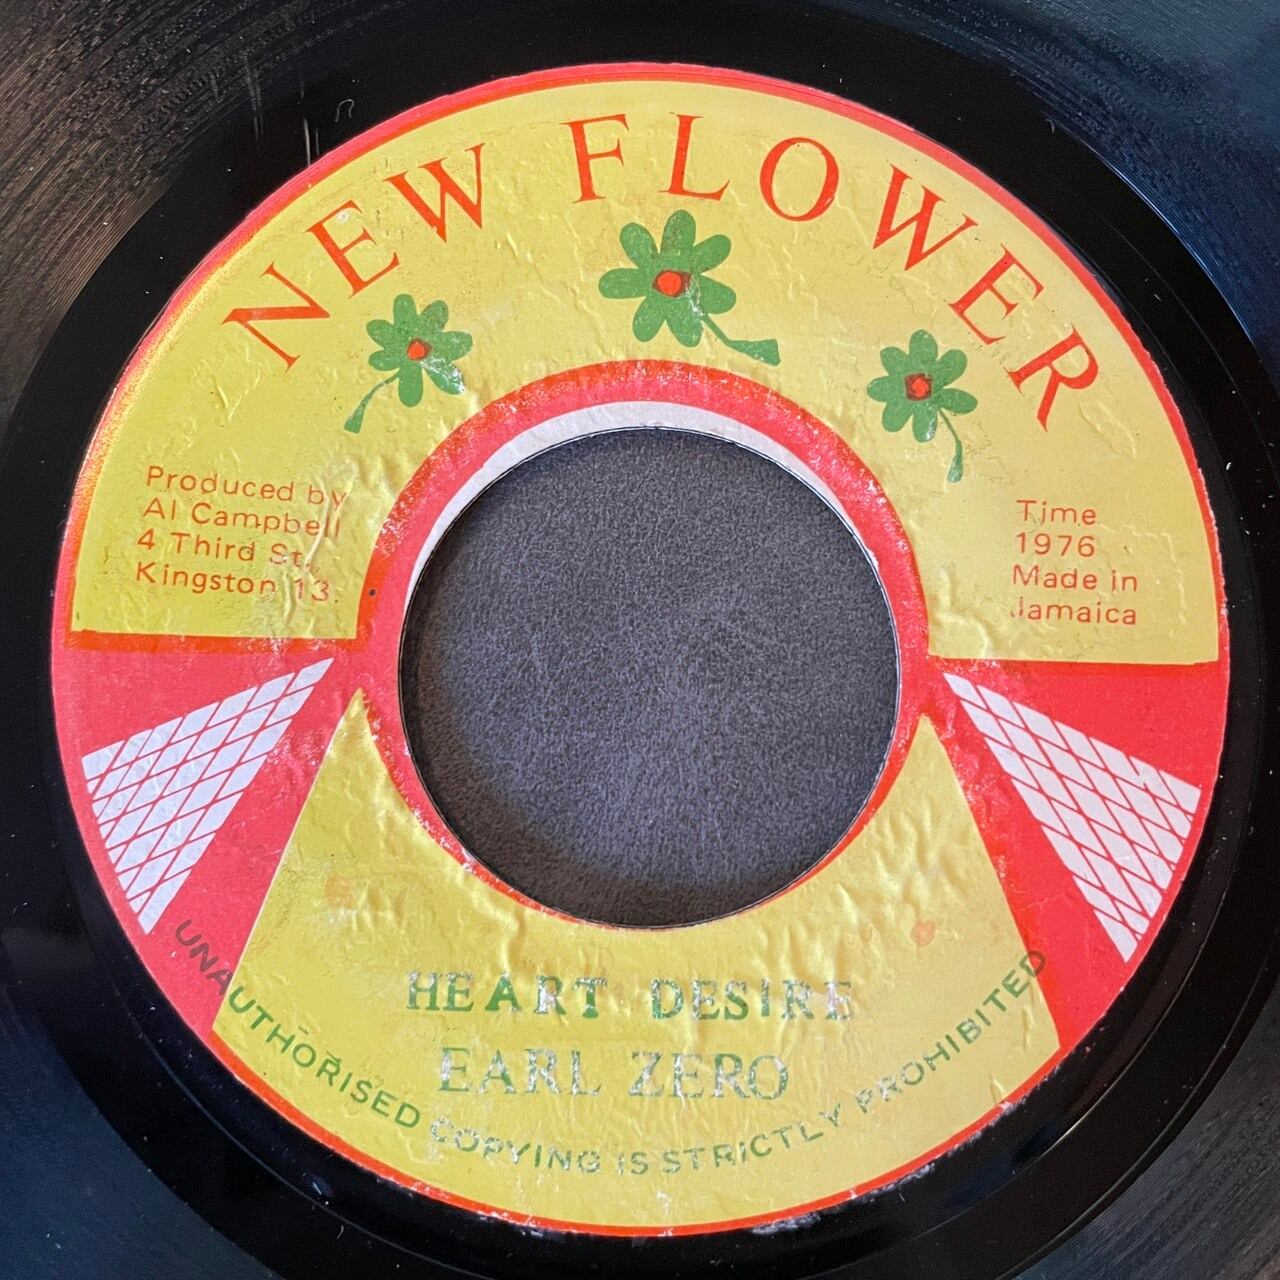 NEW FLOWER
Produced by
Al Campbell
4 Third St.,
Kingston 13.
Time
1976
Made in
Jamaica
HEART DESIRE
EARL ZERO
UNAUTHORISED COPYING IS STRICTLY PROHIBITED